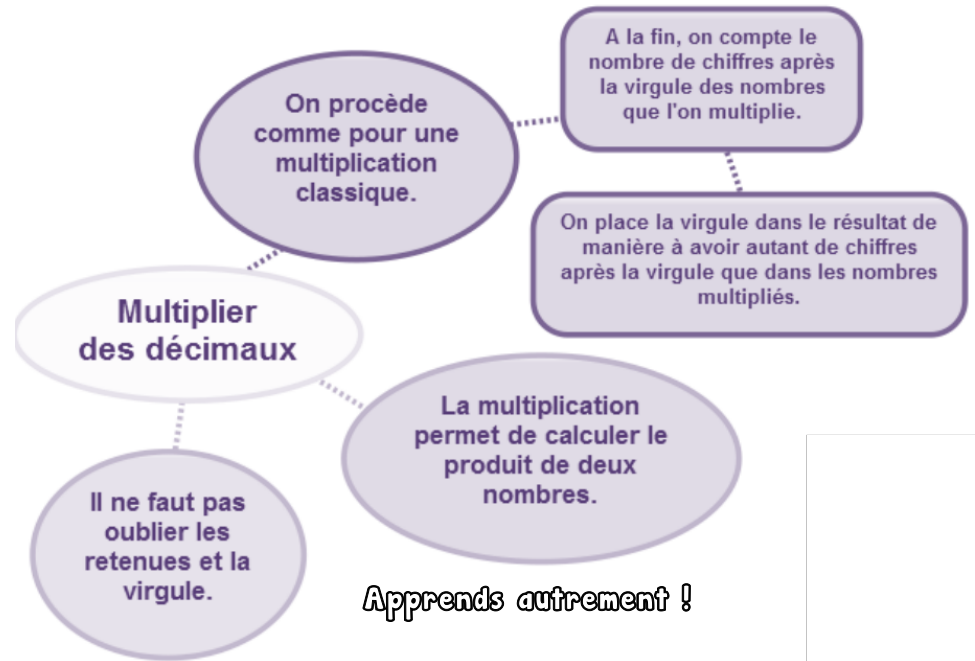 A la fin, on compte le
nombre de chiffres après
la virgule des nombres
que l'on multiplie.
On procède
comme pour une
multiplication
classique.
On place la virgule dans le résultat de
manière à avoir autant de chiffres
après la virgule que dans les nombres
multipliés.
Multiplier
des décimaux
La multiplication
permet de calculer le
produit de deux
nombres.
Il ne faut pas
oublier les
retenues et la
virgule.
Apprends autrement !